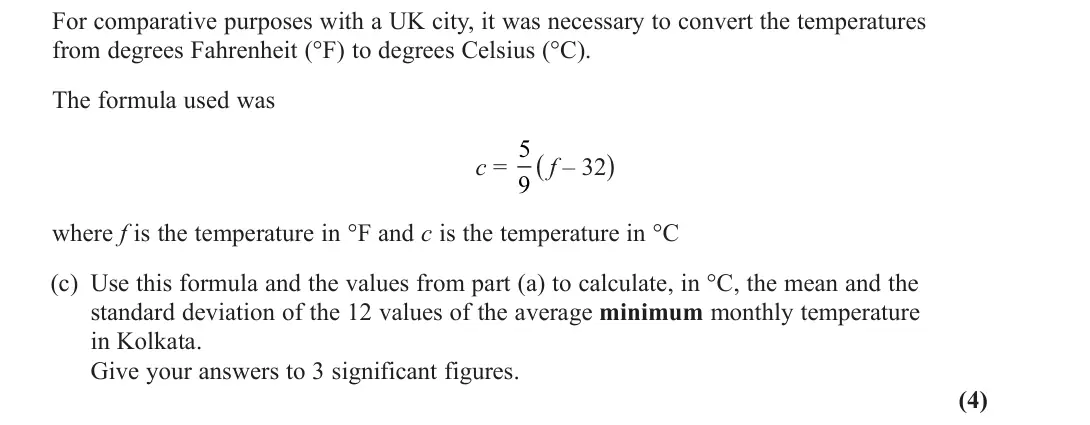 For comparative purposes with a UK city, it was necessary to convert the temperatures
from degrees Fahrenheit (°F) to degrees Celsius (°C).
The formula used was
c = 5/9 (f – 32)
where f is the temperature in °F and c is the temperature in °C
(c) Use this formula and the values from part (a) to calculate, in °C, the mean and the
standard deviation of the 12 values of the average minimum monthly temperature
in Kolkata.
Give your answers to 3 significant figures.
(4)